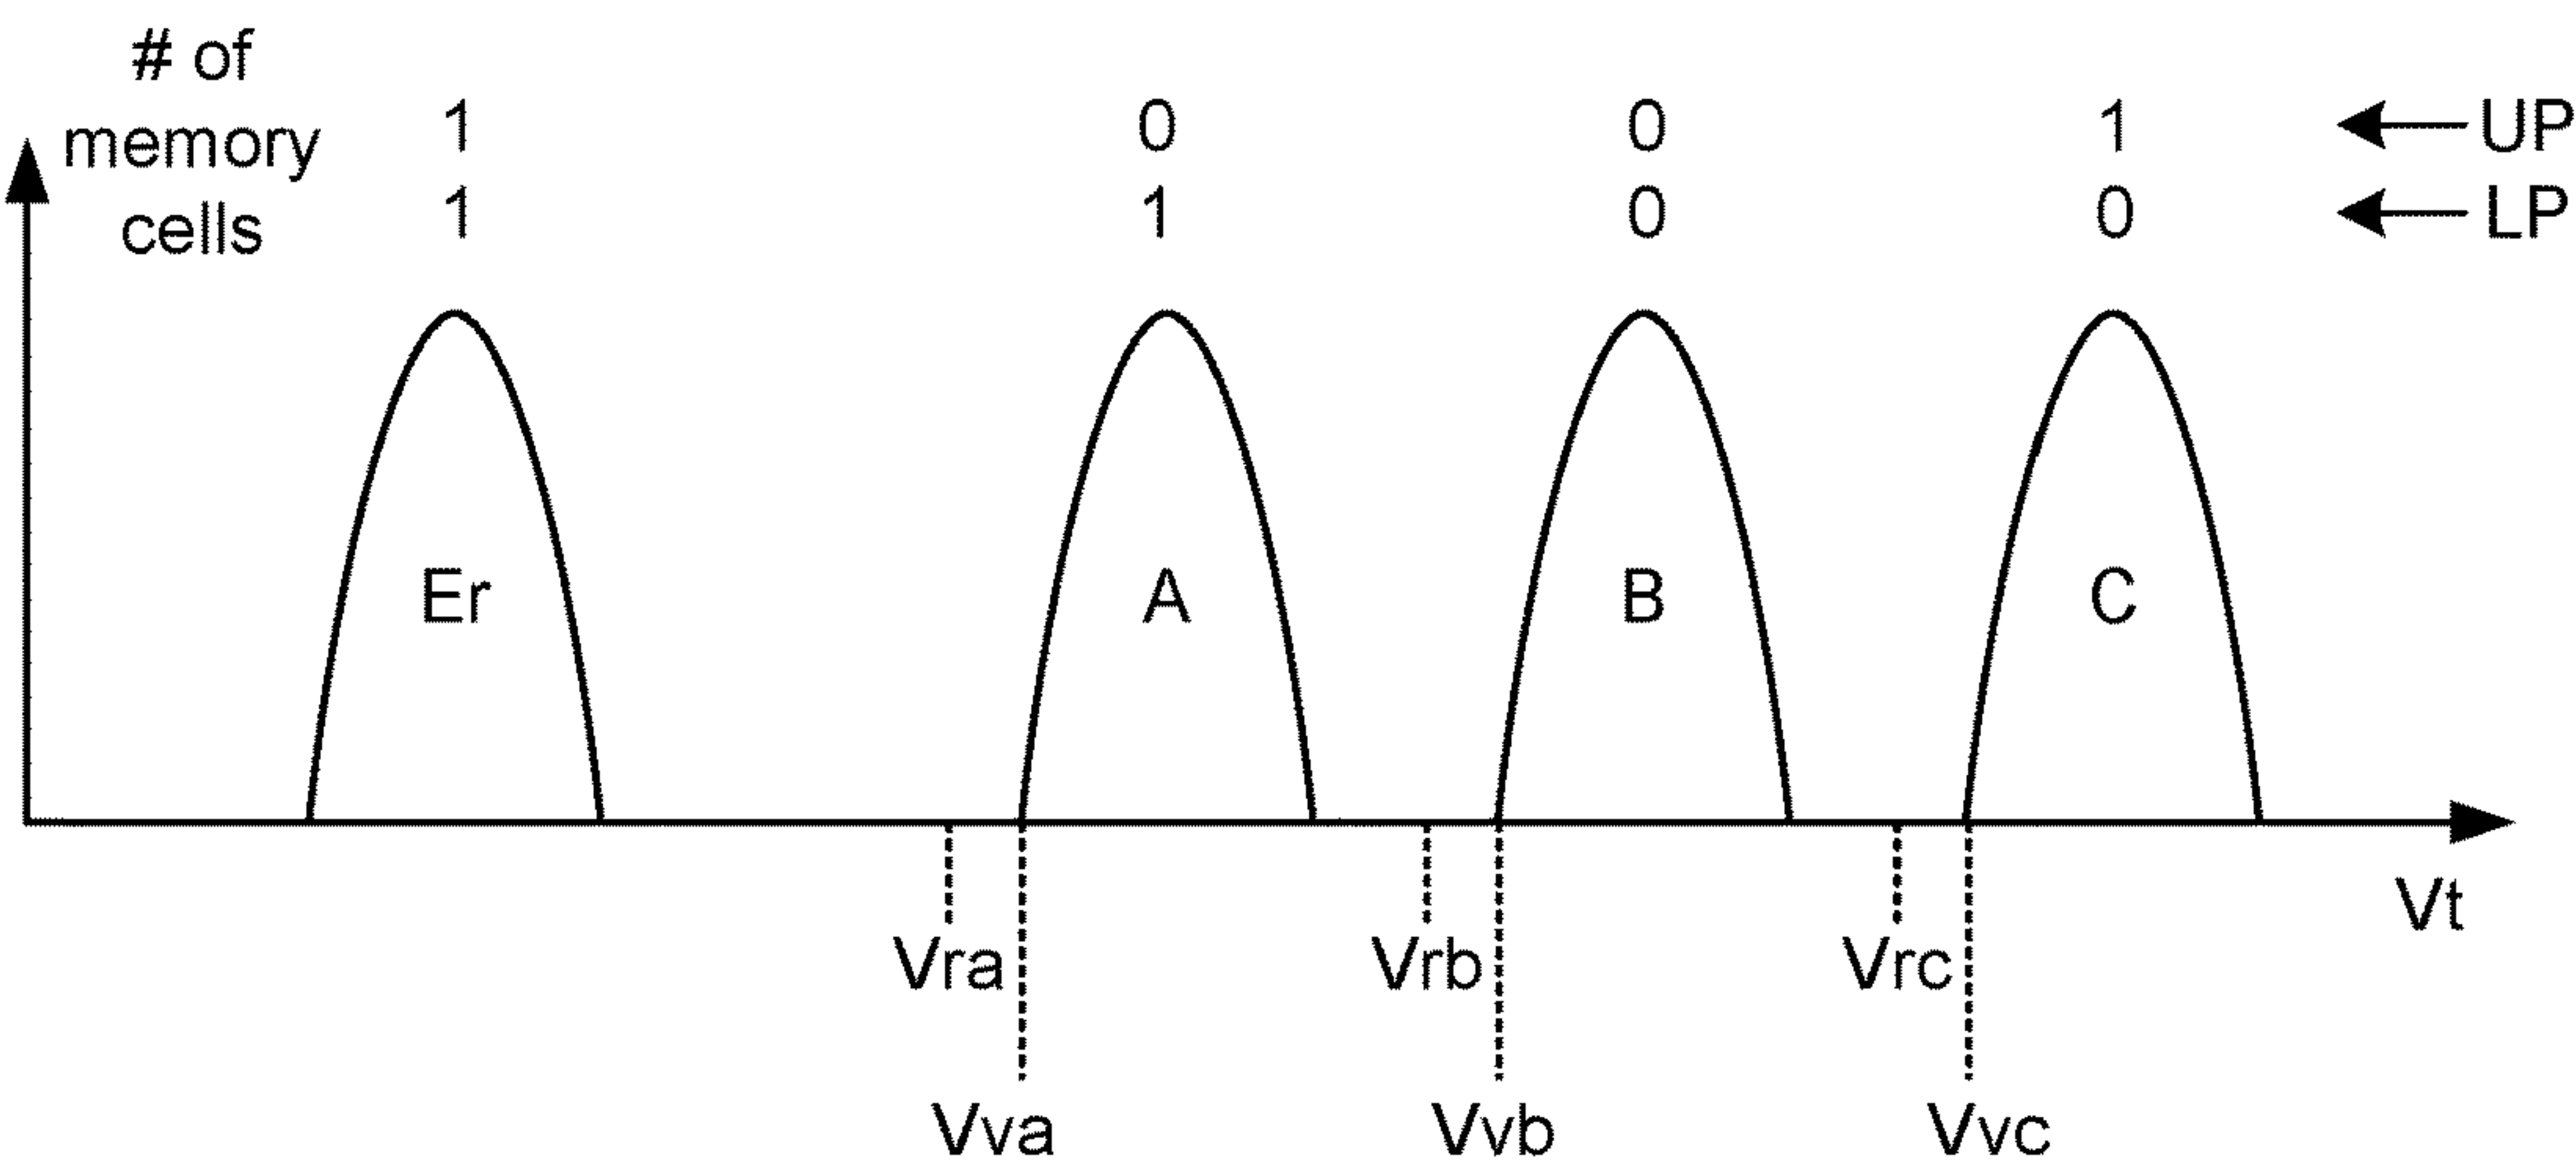 # of
memory
cells
1 0 0 1 UP
1 1 0 0 LP
Er A B C
Vt
Vra Vrb Vrc
Vva Vvb Vvc